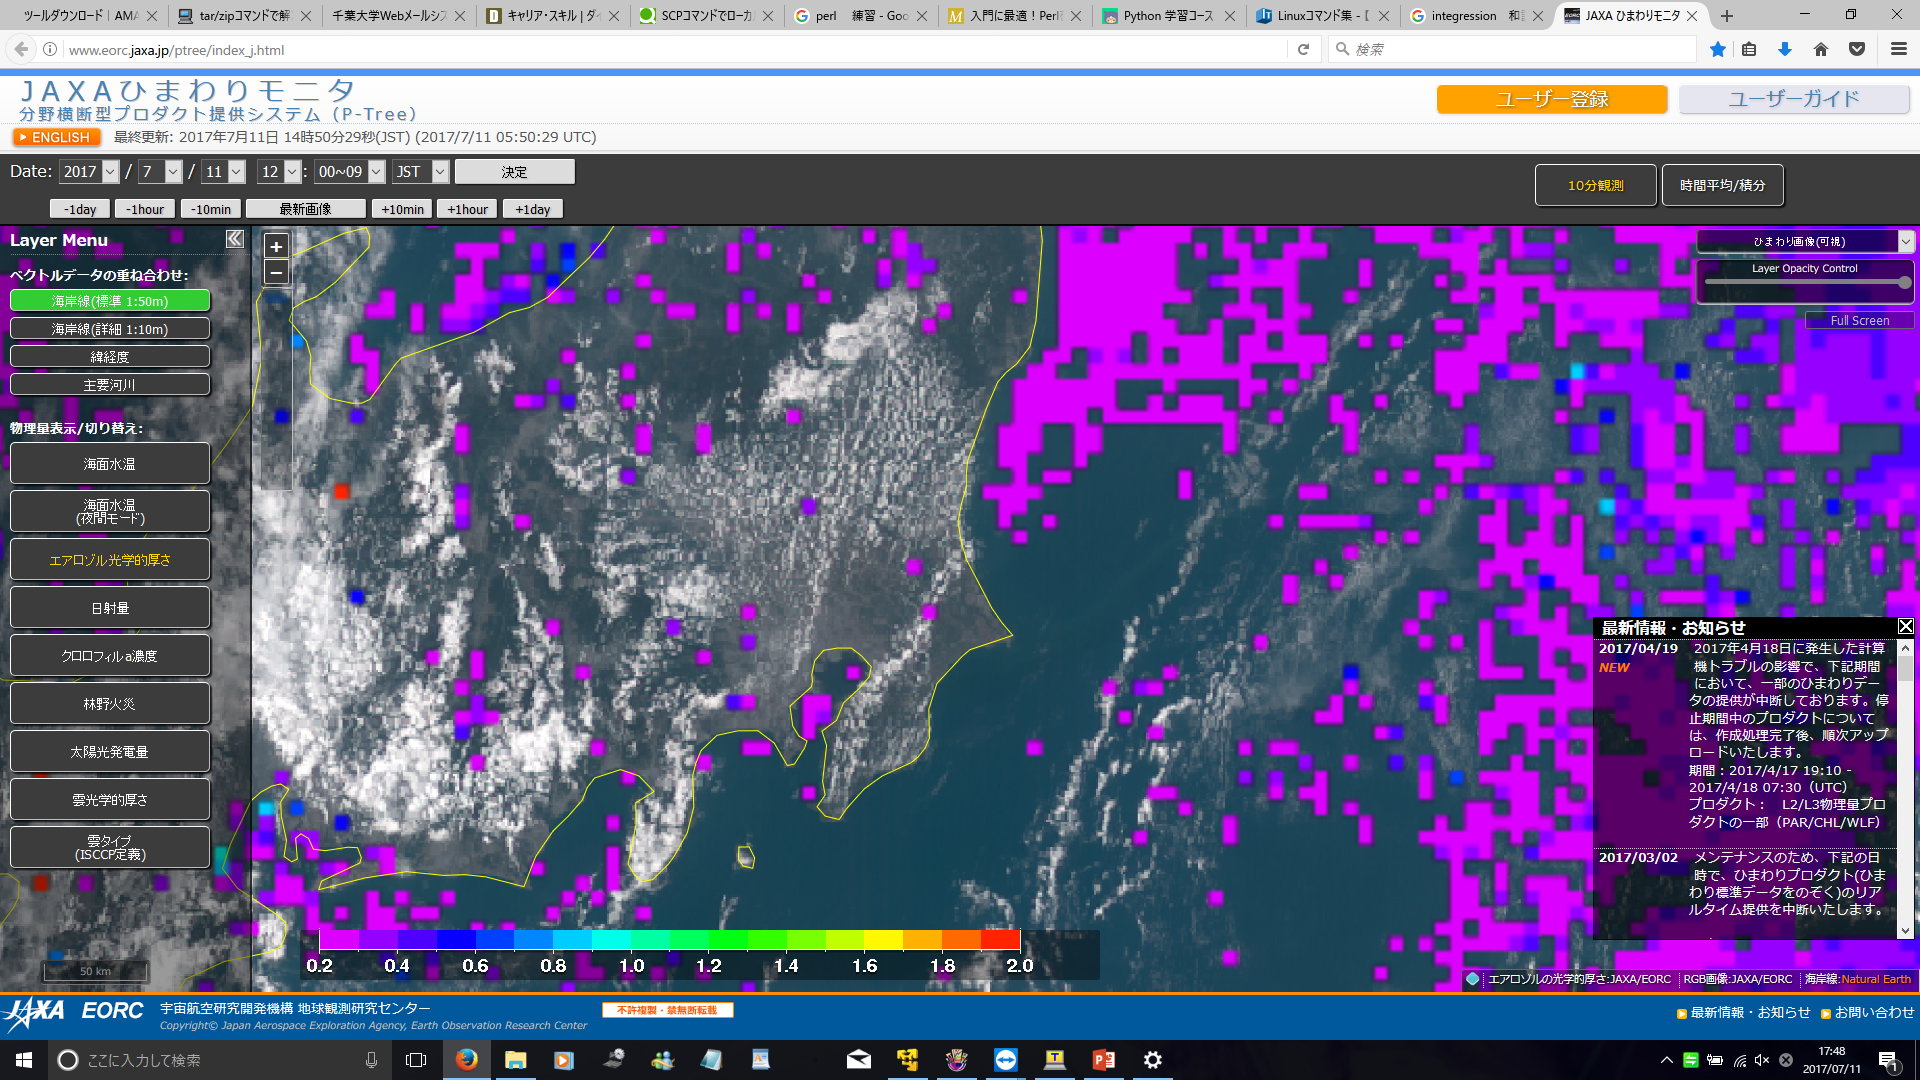 ツールダウンロード | AMA
tar/zipコマンドで解
千葉大学Webメールシス
キャリア・スキル | ダイ
SCPコマンドでローカ
perl 練習 - Goo
入門に最適！Perl
Python 学習コース
Linuxコマンド集 - 【
integression 和
JAXA ひまわりモニタ
www.eorc.jaxa.jp/ptree/index_j.html
検索
JAXAひまわりモニタ
分野横断型プロダクト提供システム（P-Tree）
ユーザー登録
ユーザーガイド
ENGLISH
最終更新: 2017年7月11日 14時50分29秒(JST) (2017/7/11 05:50:29 UTC)
Date: 2017 / 7 / 11 12 : 00~09 JST 決定
10分観測
時間平均/積分
-1day -1hour -10min 最新画像 +10min +1hour +1day
Layer Menu
ベクトルデータの重ね合わせ:
海岸線(標準 1:50m)
海岸線(詳細 1:10m)
緯経度
主要河川
物理量表示/切り替え:
海面水温
海面水温
(夜間モード)
エアロゾル光学的厚さ
日射量
クロロフィルa濃度
林野火災
太陽光発電量
雲光学的厚さ
雲タイプ
(ISCCP定義)
+
−
50 km
ひまわり画像(可視)
Layer Opacity Control
Full Screen
最新情報・お知らせ
2017/04/19 2017年4月18日に発生した計算
NEW 機トラブルの影響で、下記期間
において、一部のひまわりデー
タの提供が中断しております。停
止期間中のプロダクトについて
は、作成処理完了後、順次アップ
ロードいたします。
期間：2017/4/17 19:10 -
2017/4/18 07:30（UTC）
プロダクト： L2/L3物理量プロ
ダクトの一部（PAR/CHL/WLF）
2017/03/02 メンテナンスのため、下記の日
時で、ひまわりプロダクト(ひま
わり標準データをのぞく)のリア
ルタイム提供を中断いたします。
0.2 0.4 0.6 0.8 1.0 1.2 1.4 1.6 1.8 2.0
エアロゾルの光学的厚さ:JAXA/EORC RGB画像:JAXA/EORC 海岸線:Natural Earth
JAXA EORC
宇宙航空研究開発機構 地球観測研究センター
Copyright© Japan Aerospace Exploration Agency, Earth Observation Research Center
不許複製・禁無断転載
最新情報・お知らせ
お問い合わせ
ここに入力して検索
17:48
2017/07/11
1